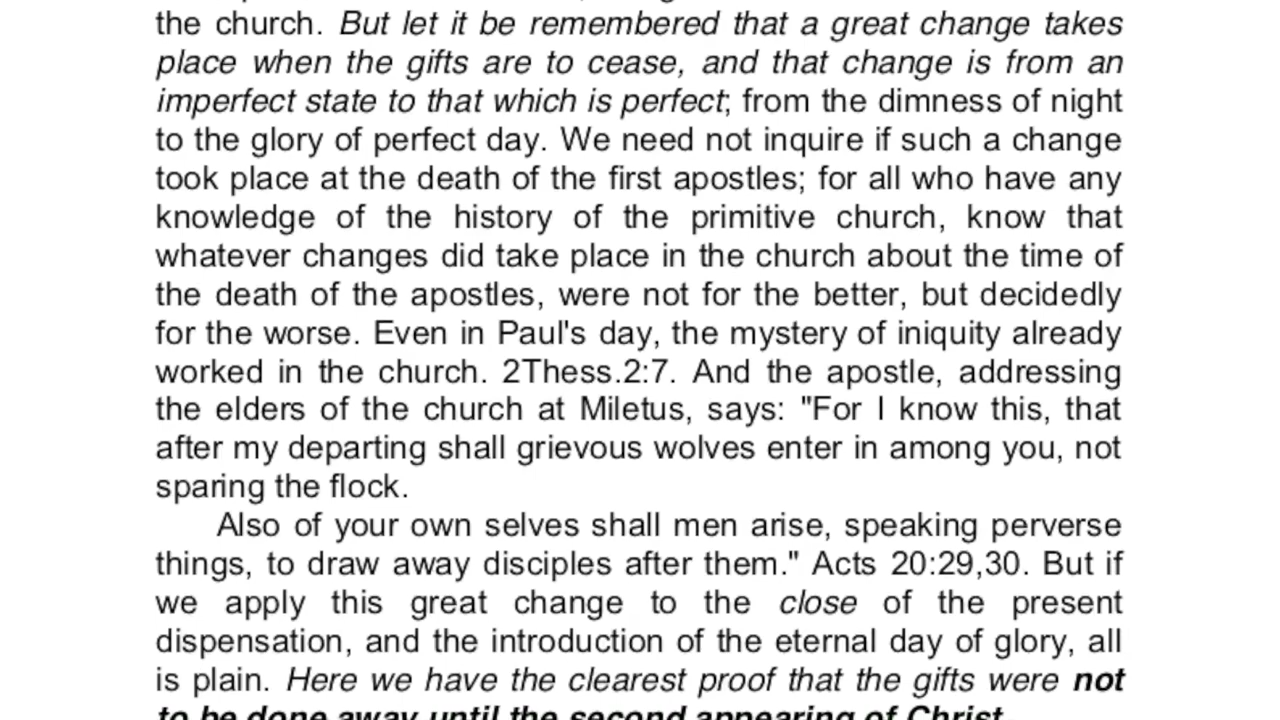 the church. But let it be remembered that a great change takes
place when the gifts are to cease, and that change is from an
imperfect state to that which is perfect; from the dimness of night
to the glory of perfect day. We need not inquire if such a change
took place at the death of the first apostles; for all who have any
knowledge of the history of the primitive church, know that
whatever changes did take place in the church about the time of
the death of the apostles, were not for the better, but decidedly
for the worse. Even in Paul's day, the mystery of iniquity already
worked in the church. 2Thess.2:7. And the apostle, addressing
the elders of the church at Miletus, says: "For I know this, that
after my departing shall grievous wolves enter in among you, not
sparing the flock.
Also of your own selves shall men arise, speaking perverse
things, to draw away disciples after them." Acts 20:29,30. But if
we apply this great change to the close of the present
dispensation, and the introduction of the eternal day of glory, all
is plain. Here we have the clearest proof that the gifts were not
to be done away until the second appearing of Christ.